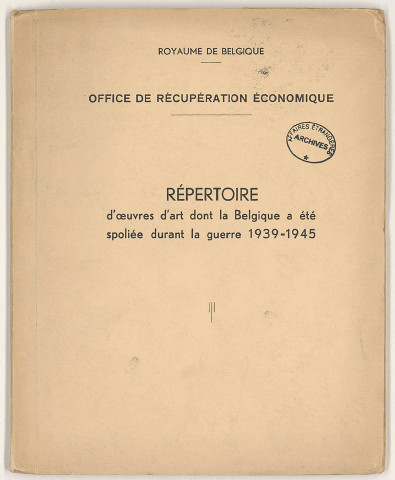 ROYAUME DE BELGIQUE
OFFICE DE RÉCUPÉRATION ÉCONOMIQUE
AFFAIRES ÉTRANGÈRES
ARCHIVES
RÉPERTOIRE
d'œuvres d'art dont la Belgique a été
spoliée durant la guerre 1939-1945